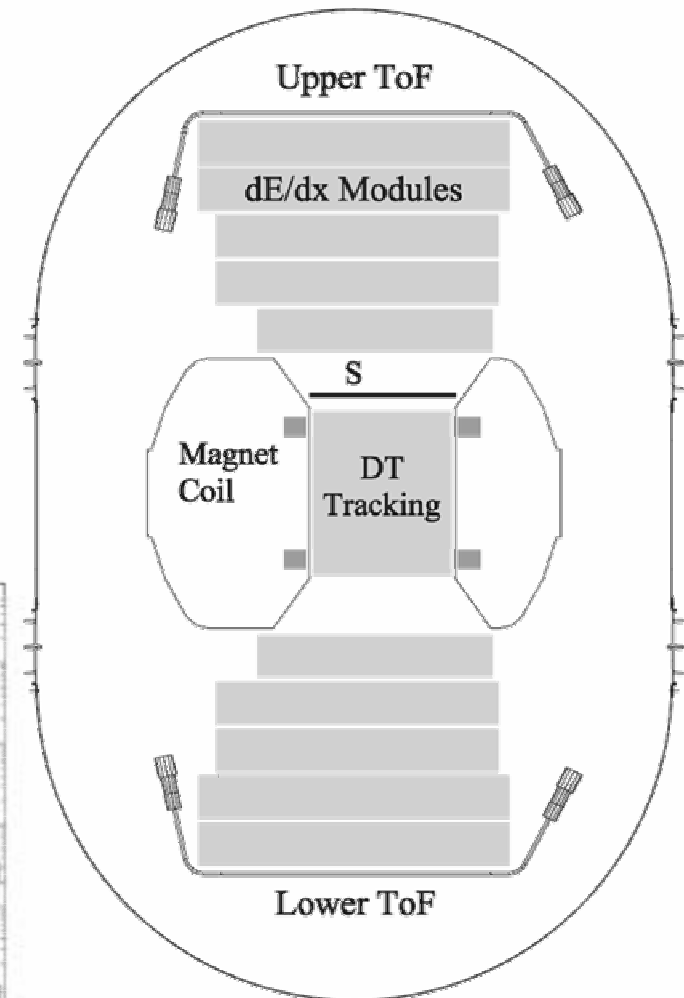 Upper ToF
dE/dx Modules
S
Magnet
Coil
DT
Tracking
Lower ToF